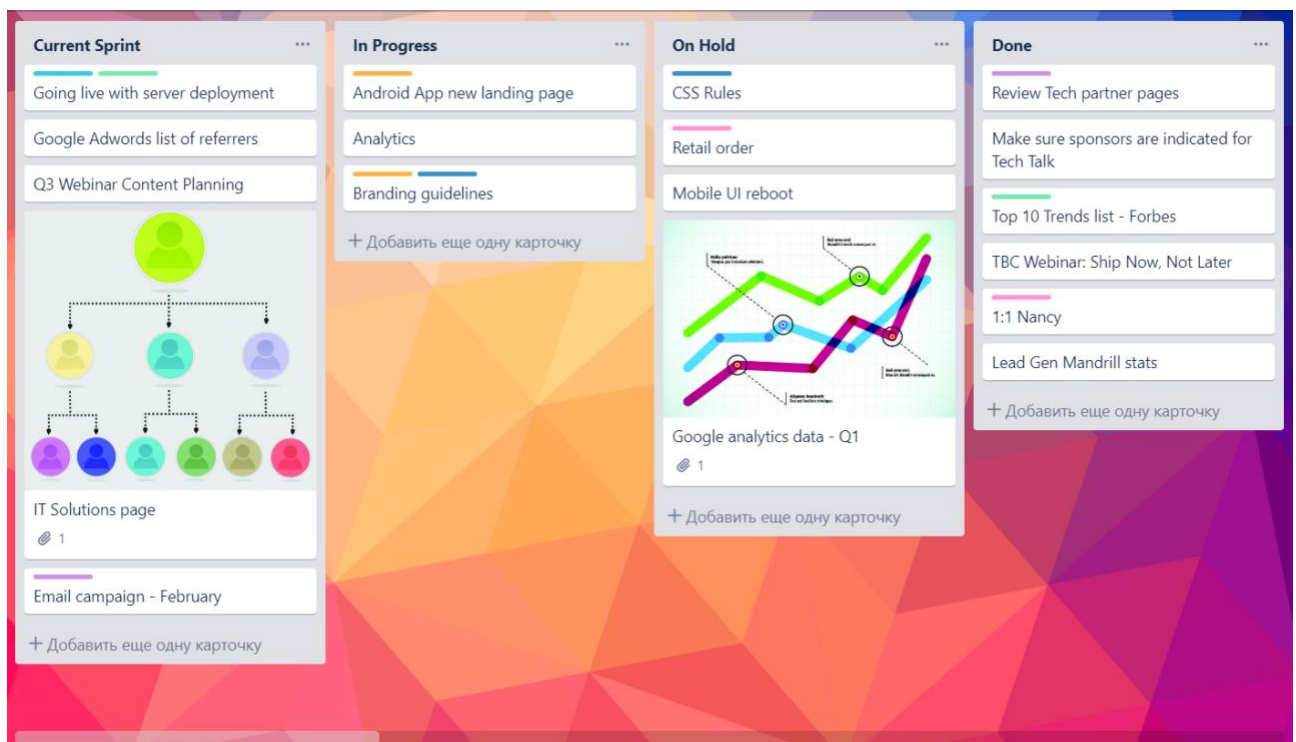 Current Sprint
Going live with server deployment
Google Adwords list of referrers
Q3 Webinar Content Planning
IT Solutions page
1
Email campaign - February
+ Добавить еще одну карточку
In Progress
Android App new landing page
Analytics
Branding guidelines
+ Добавить еще одну карточку
On Hold
CSS Rules
Retail order
Mobile UI reboot
Google analytics data - Q1
1
+ Добавить еще одну карточку
Done
Review Tech partner pages
Make sure sponsors are indicated for
Tech Talk
Top 10 Trends list - Forbes
TBC Webinar: Ship Now, Not Later
1:1 Nancy
Lead Gen Mandrill stats
+ Добавить еще одну карточку